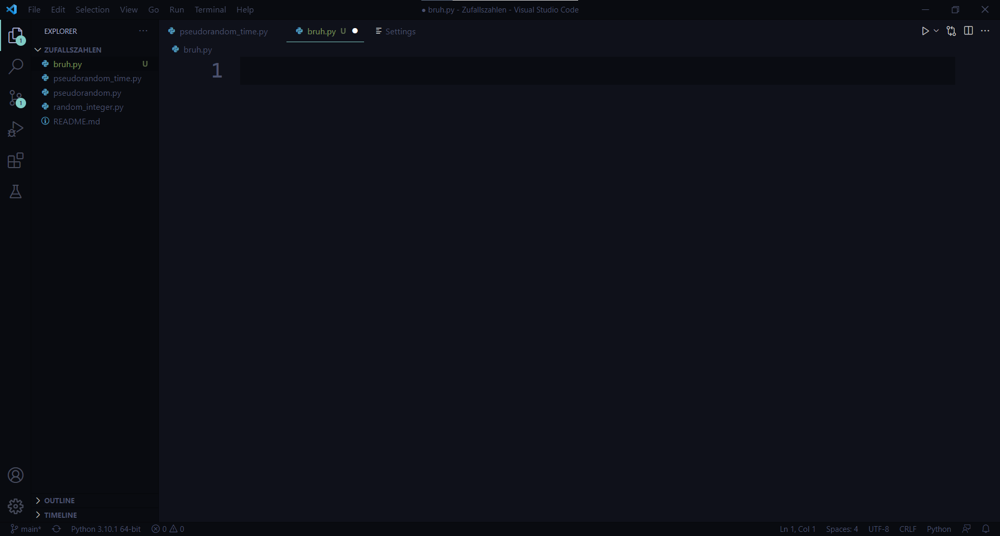 File Edit Selection View Go Run Terminal Help
● bruh.py - Zufallszahlen - Visual Studio Code
EXPLORER
pseudorandom_time.py
bruh.py U
Settings
1
ZUFALLSZAHLEN
bruh.py
bruh.py U
1
pseudorandom_time.py
pseudorandom.py
1
random_integer.py
README.md
OUTLINE
TIMELINE
main* Python 3.10.1 64-bit 0 0
Ln 1, Col 1 Spaces: 4 UTF-8 CRLF Python